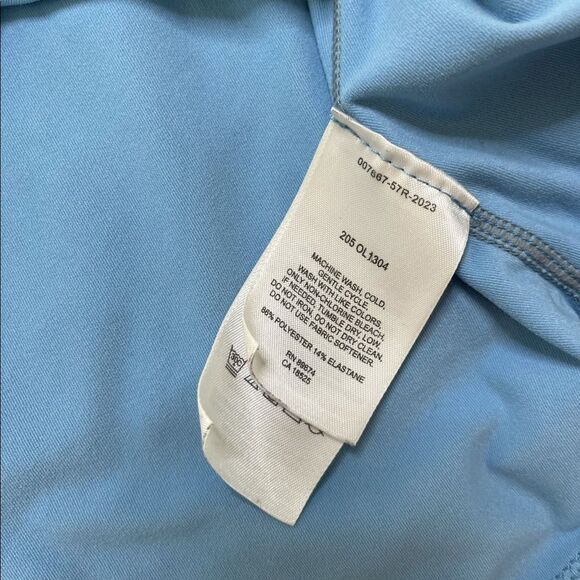 007667-57R-2023
205 OL1304
MACHINE WASH, COLD,
GENTLE CYCLE,
WASH WITH LIKE COLORS,
ONLY NON-CHLORINE BLEACH,
IF NEEDED, TUMBLE DRY, LOW,
DO NOT IRON, DO NOT DRY CLEAN,
DO NOT USE FABRIC SOFTENER.
86% POLYESTER 14% ELASTANE
RN 89874
CA 18525
30C